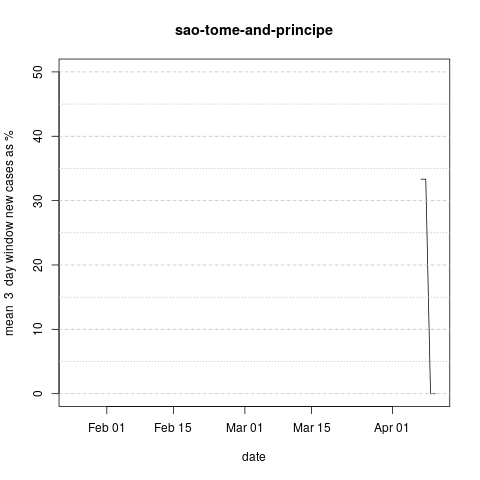 sao-tome-and-principe
mean  3  day window new cases as %
50
40
30
20
10
0
Feb 01
Feb 15
Mar 01
Mar 15
Apr 01
date